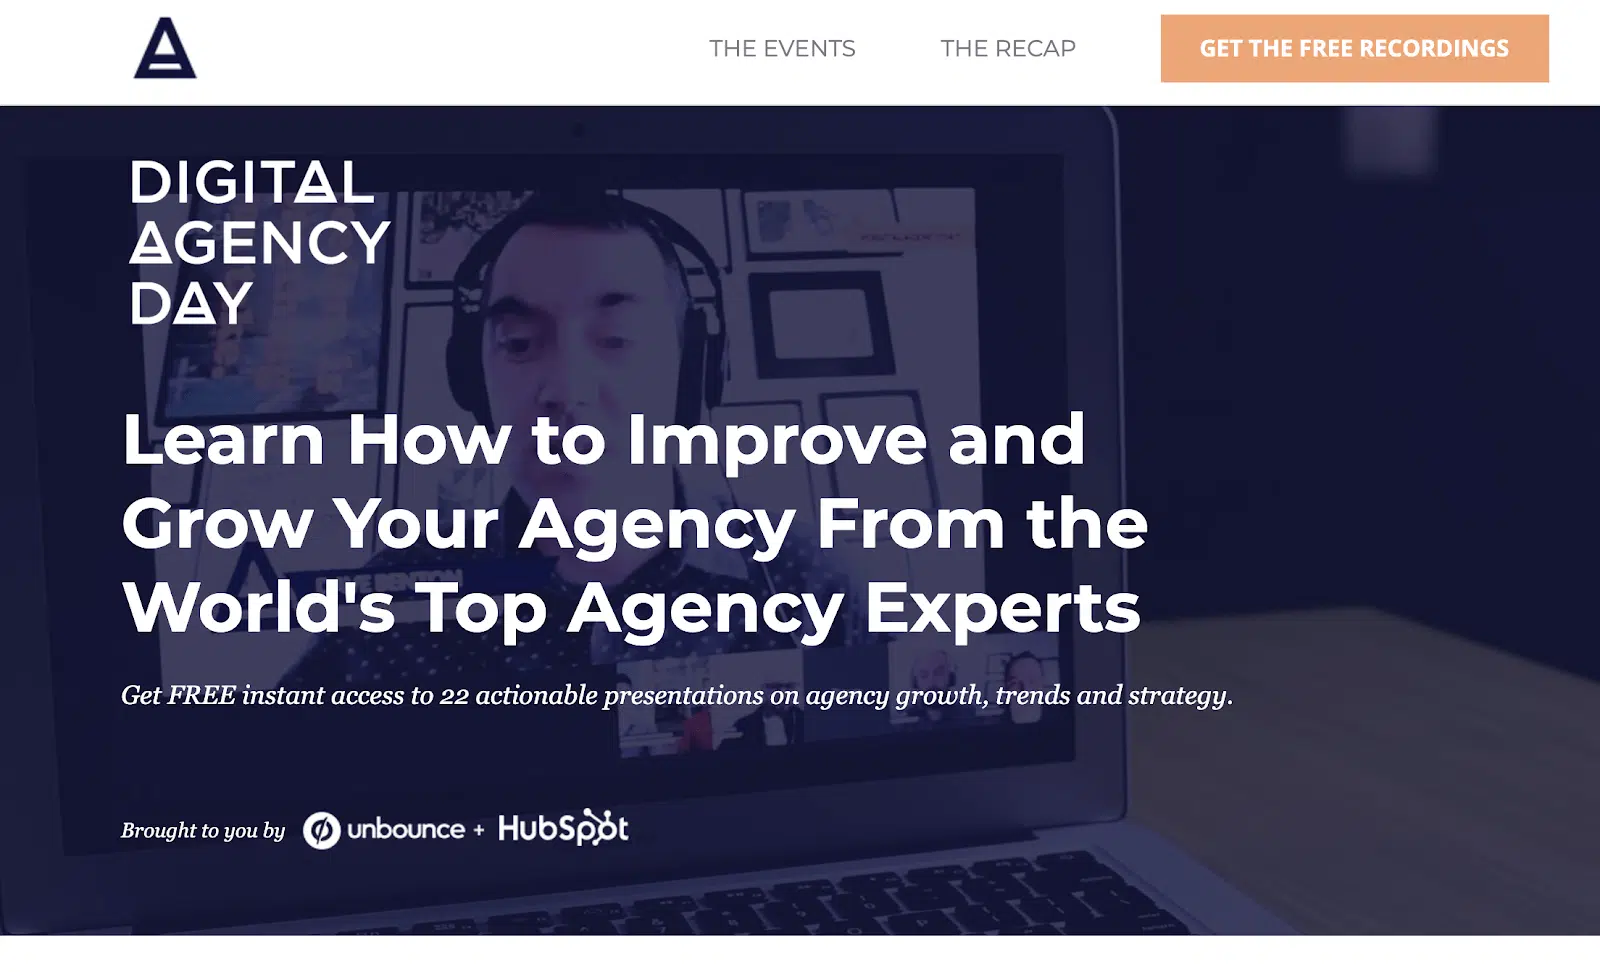 THE EVENTS
THE RECAP
GET THE FREE RECORDINGS
DIGITAL
AGENCY
DAY
Learn How to Improve and
Grow Your Agency From the
World's Top Agency Experts
Get FREE instant access to 22 actionable presentations on agency growth, trends and strategy.
Brought to you by unbounce + HubSpot